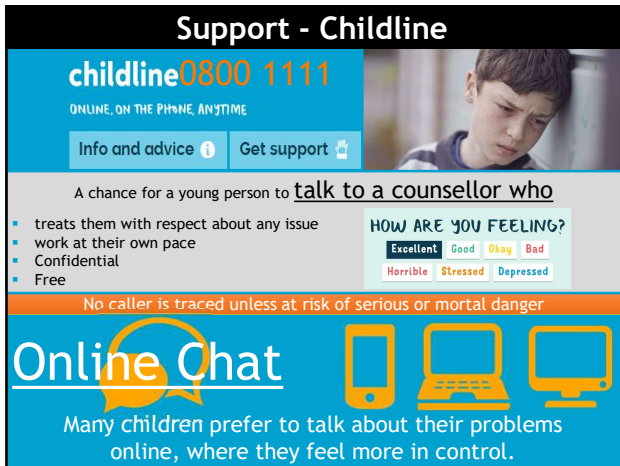 Support - Childline
childline 0800 1111
ONLINE, ON THE PHONE, ANYTIME
Info and advice i Get support
A chance for a young person to talk to a counsellor who
treats them with respect about any issue
work at their own pace
Confidential
Free
HOW ARE YOU FEELING?
Excellent Good Okay Bad
Horrible Stressed Depressed
No caller is traced unless at risk of serious or mortal danger
Online Chat
Many children prefer to talk about their problems
online, where they feel more in control.